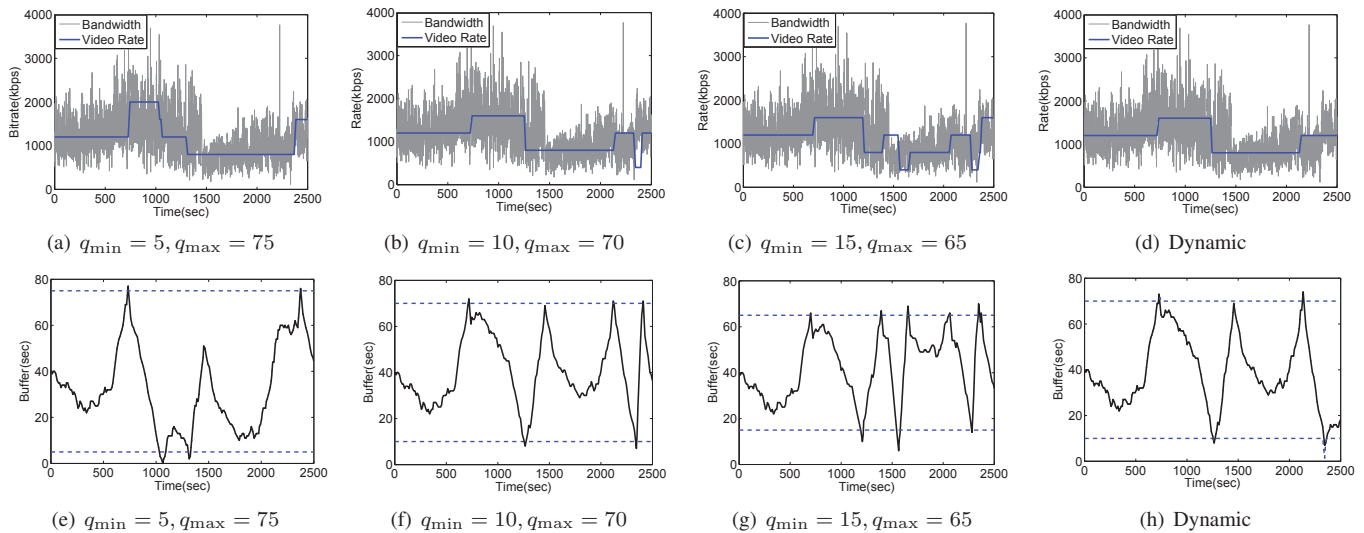 4000
3000
2000
1000
0
Bitrate(kbps)
Bandwidth
Video Rate
0 500 1000 1500 2000 2500
Time(sec)
(a) q_min = 5, q_max = 75
4000
3000
2000
1000
0
Rate(kbps)
Bandwidth
Video Rate
0 500 1000 1500 2000 2500
Time(sec)
(b) q_min = 10, q_max = 70
4000
3000
2000
1000
0
Rate(kbps)
Bandwidth
Video Rate
0 500 1000 1500 2000 2500
Time(sec)
(c) q_min = 15, q_max = 65
4000
3000
2000
1000
0
Rate(kbps)
Bandwidth
Video Rate
0 500 1000 1500 2000 2500
Time(sec)
(d) Dynamic
80
60
40
20
0
Buffer(sec)
0 500 1000 1500 2000 2500
Time(sec)
(e) q_min = 5, q_max = 75
80
60
40
20
0
Buffer(sec)
0 500 1000 1500 2000 2500
Time(sec)
(f) q_min = 10, q_max = 70
80
60
40
20
0
Buffer(sec)
0 500 1000 1500 2000 2500
Time(sec)
(g) q_min = 15, q_max = 65
80
60
40
20
0
Buffer(sec)
0 500 1000 1500 2000 2500
Time(sec)
(h) Dynamic